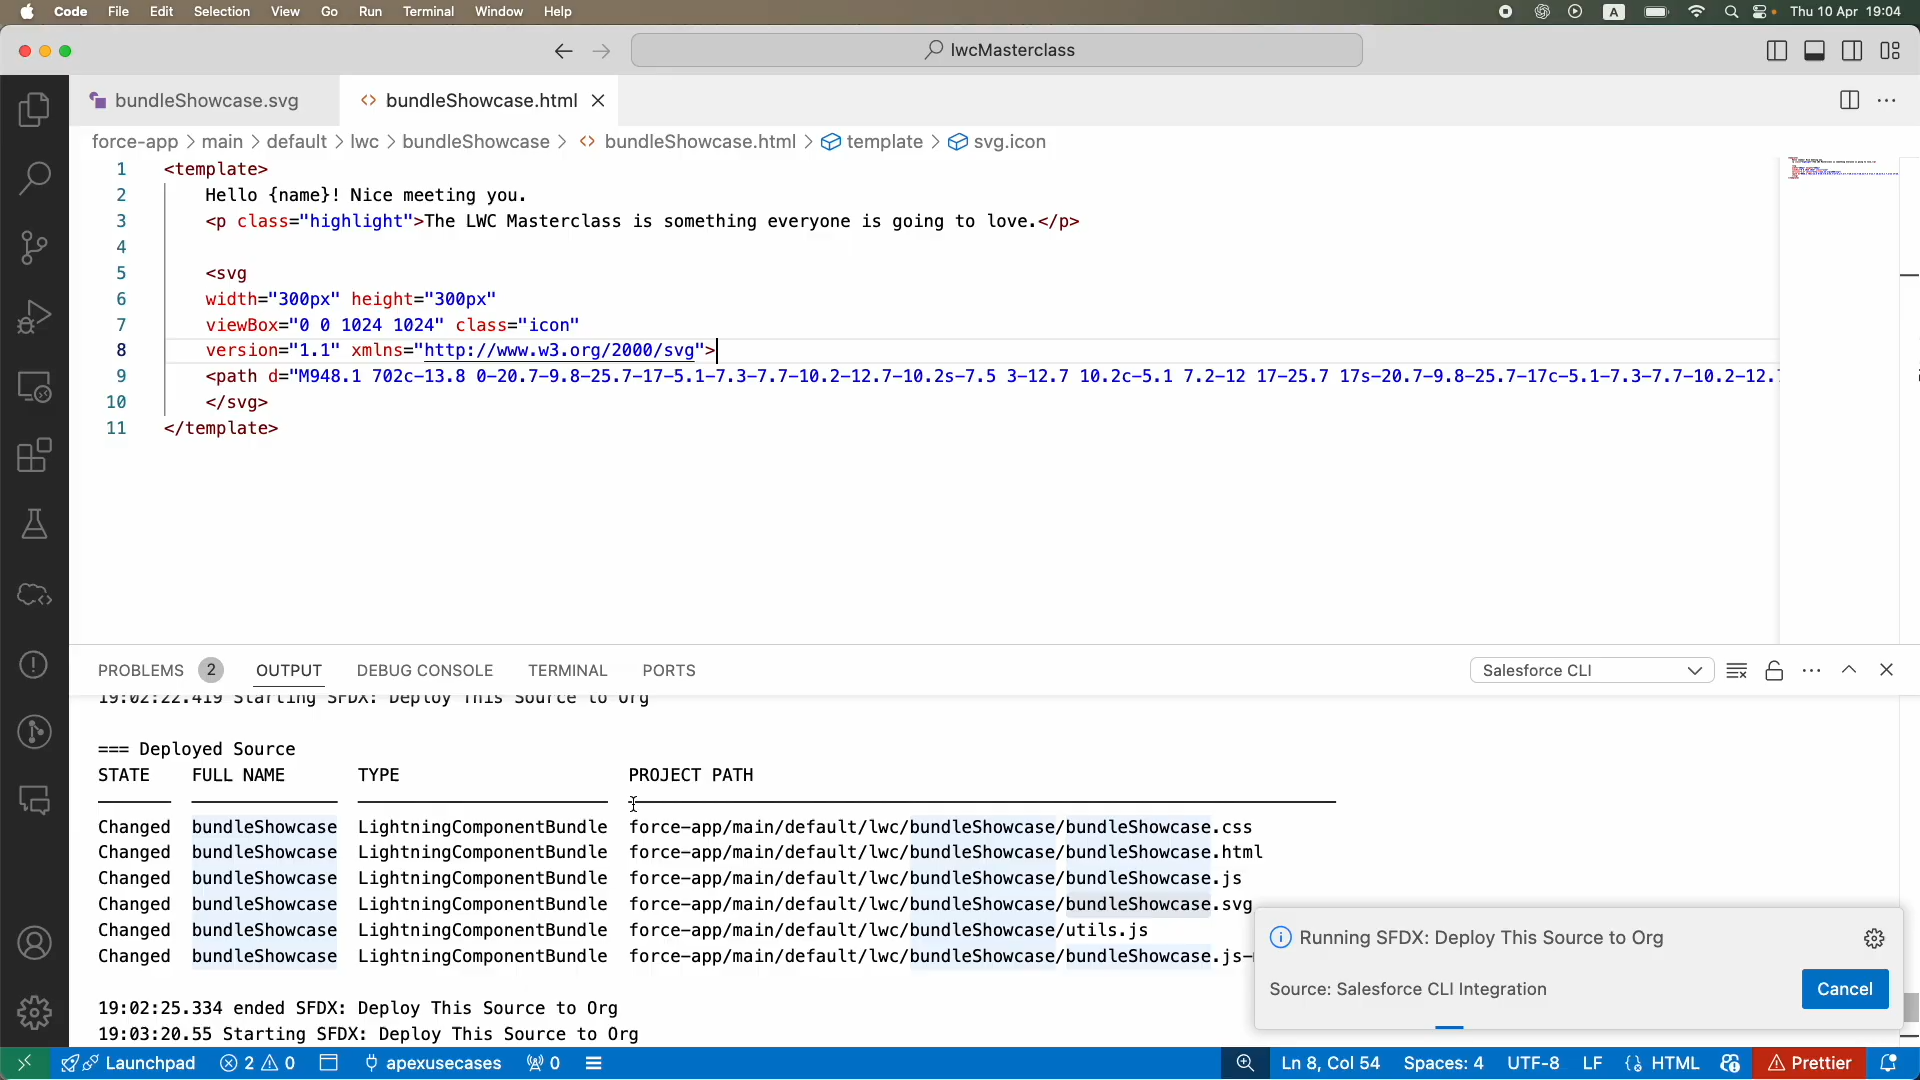 Code File Edit Selection View Go Run Terminal Window Help A Thu 10 Apr 19:04
lwcMasterclass
bundleShowcase.svg
bundleShowcase.html
force-app > main > default > lwc > bundleShowcase > <> bundleShowcase.html > template > svg.icon
1 <template>
2 Hello {name}! Nice meeting you.
3 <p class="highlight">The LWC Masterclass is something everyone is going to love.</p>
4
5 <svg
6 width="300px" height="300px"
7 viewBox="0 0 1024 1024" class="icon"
8 version="1.1" xmlns="http://www.w3.org/2000/svg">
9 <path d="M948.1 702c-13.8 0-20.7-9.8-25.7-17-5.1-7.3-7.7-10.2-12.7-10.2s-7.5 3-12.7 10.2c-5.1 7.2-12 17-25.7 17s-20.7-9.8-25.7-17c-5.1-7.3-7.7-10.2-12.
10 </svg>
11 </template>
PROBLEMS 2 OUTPUT DEBUG CONSOLE TERMINAL PORTS Salesforce CLI
19:02:22.419 Starting SFDX: Deploy This Source to Org
=== Deployed Source
STATE FULL NAME TYPE PROJECT PATH
Changed bundleShowcase LightningComponentBundle force-app/main/default/lwc/bundleShowcase/bundleShowcase.css
Changed bundleShowcase LightningComponentBundle force-app/main/default/lwc/bundleShowcase/bundleShowcase.html
Changed bundleShowcase LightningComponentBundle force-app/main/default/lwc/bundleShowcase/bundleShowcase.js
Changed bundleShowcase LightningComponentBundle force-app/main/default/lwc/bundleShowcase/bundleShowcase.svg
Changed bundleShowcase LightningComponentBundle force-app/main/default/lwc/bundleShowcase/utils.js
Changed bundleShowcase LightningComponentBundle force-app/main/default/lwc/bundleShowcase/bundleShowcase.js-
19:02:25.334 ended SFDX: Deploy This Source to Org
19:03:20.55 Starting SFDX: Deploy This Source to Org
Running SFDX: Deploy This Source to Org
Source: Salesforce CLI Integration
Cancel
Launchpad 2 0 apexusecases 0 Ln 8, Col 54 Spaces: 4 UTF-8 LF {} HTML Prettier